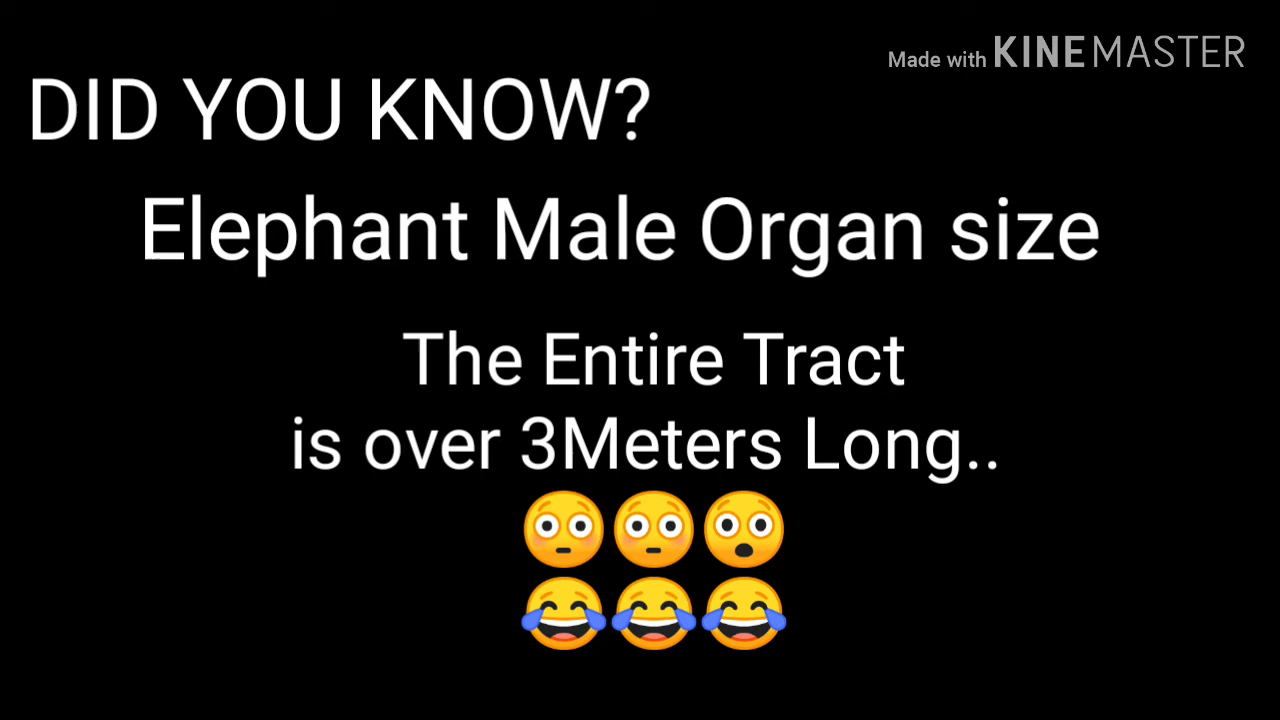 Made with KINEMASTER
DID YOU KNOW?
Elephant Male Organ size
The Entire Tract
is over 3Meters Long..
😳😳😲
😂😂😂